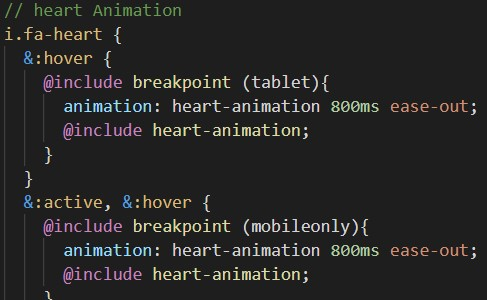 // heart Animation
i.fa-heart {
&:hover {
@include breakpoint (tablet){
animation: heart-animation 800ms ease-out;
@include heart-animation;
}
}
&:active, &:hover {
@include breakpoint (mobileonly){
animation: heart-animation 800ms ease-out;
@include heart-animation;
}